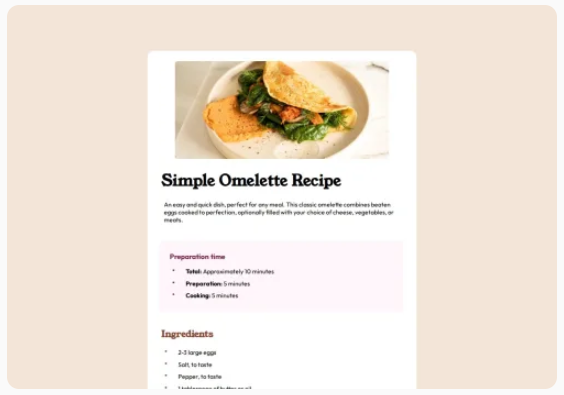 Simple Omelette Recipe
An easy and quick dish, perfect for any meal. This classic omelette combines beaten
eggs cooked to perfection, optionally filled with your choice of cheese, vegetables, or
meats.
Preparation time
• Total: Approximately 10 minutes
• Preparation: 5 minutes
• Cooking: 5 minutes
Ingredients
• 2-3 large eggs
• Salt, to taste
• Pepper, to taste